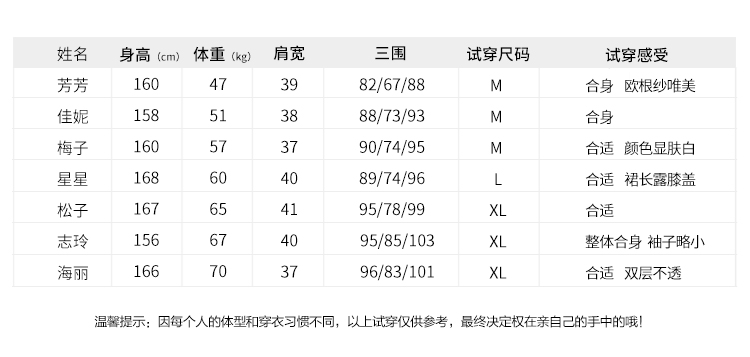 姓名 身高 (cm) 体重 (kg) 肩宽 三围 试穿尺码 试穿感受
芳芳 160 47 39 82/67/88 M 合身 欧根纱唯美
佳妮 158 51 38 88/73/93 M 合身
梅子 160 57 37 90/74/95 M 合适 颜色显肤白
星星 168 60 40 89/74/96 L 合适 裙长露膝盖
松子 167 65 41 95/78/99 XL 合适
志玲 156 67 40 95/85/103 XL 整体合身 袖子略小
海丽 166 70 37 96/83/101 XL 合适 双层不透
温馨提示：因每个人的体型和穿衣习惯不同，以上试穿仅供参考，最终决定权在亲自己的手中的哦！